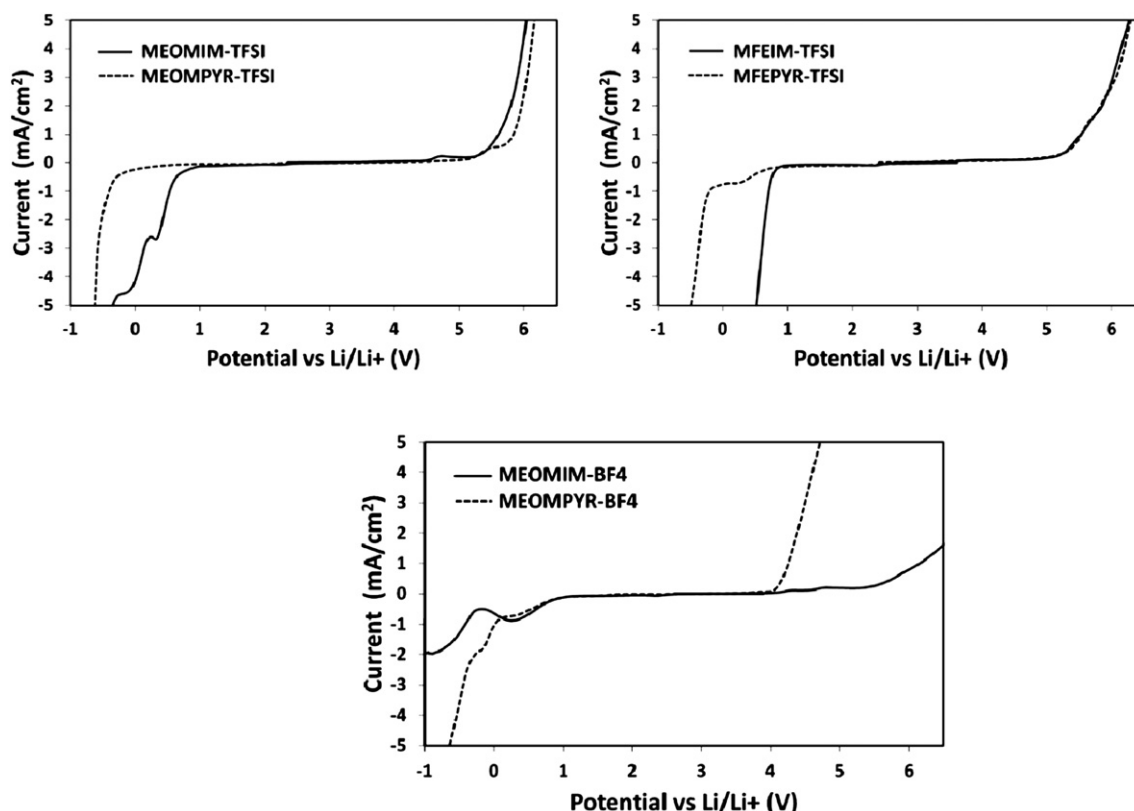 MEOMIM-TFSI
MEOMPYR-TFSI
Current (mA/cm²)
5
4
3
2
1
0
-1
-2
-3
-4
-5
-1 0 1 2 3 4 5 6
Potential vs Li/Li+ (V)
MFEIM-TFSI
MFEPYR-TFSI
Current (mA/cm²)
5
4
3
2
1
0
-1
-2
-3
-4
-5
-1 0 1 2 3 4 5 6
Potential vs Li/Li+ (V)
MEOMIM-BF4
MEOMPYR-BF4
Current (mA/cm²)
5
4
3
2
1
0
-1
-2
-3
-4
-5
-1 0 1 2 3 4 5 6
Potential vs Li/Li+ (V)